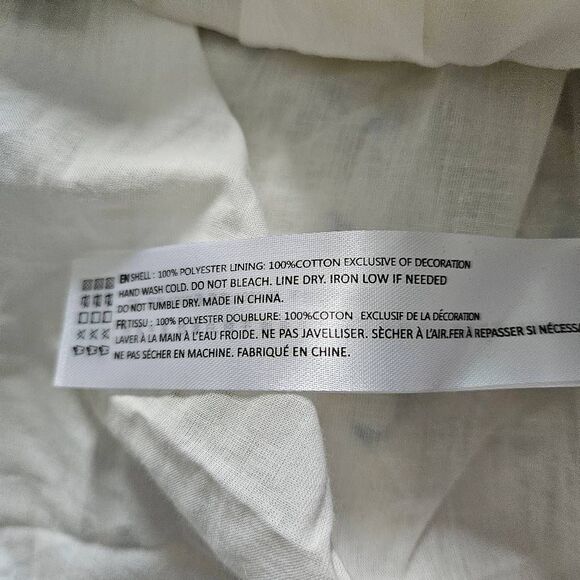 EN SHELL : 100% POLYESTER LINING: 100%COTTON EXCLUSIVE OF DECORATION
HAND WASH COLD. DO NOT BLEACH. LINE DRY. IRON LOW IF NEEDED
DO NOT TUMBLE DRY. MADE IN CHINA.
FR TISSU : 100% POLYESTER DOUBLURE: 100%COTON EXCLUSIF DE LA DÉCORATION
LAVER À LA MAIN À L'EAU FROIDE. NE PAS JAVELLISER. SÈCHER À L'AIR.FER À REPASSER SI NÉCESSA
NE PAS SÉCHER EN MACHINE. FABRIQUÉ EN CHINE.